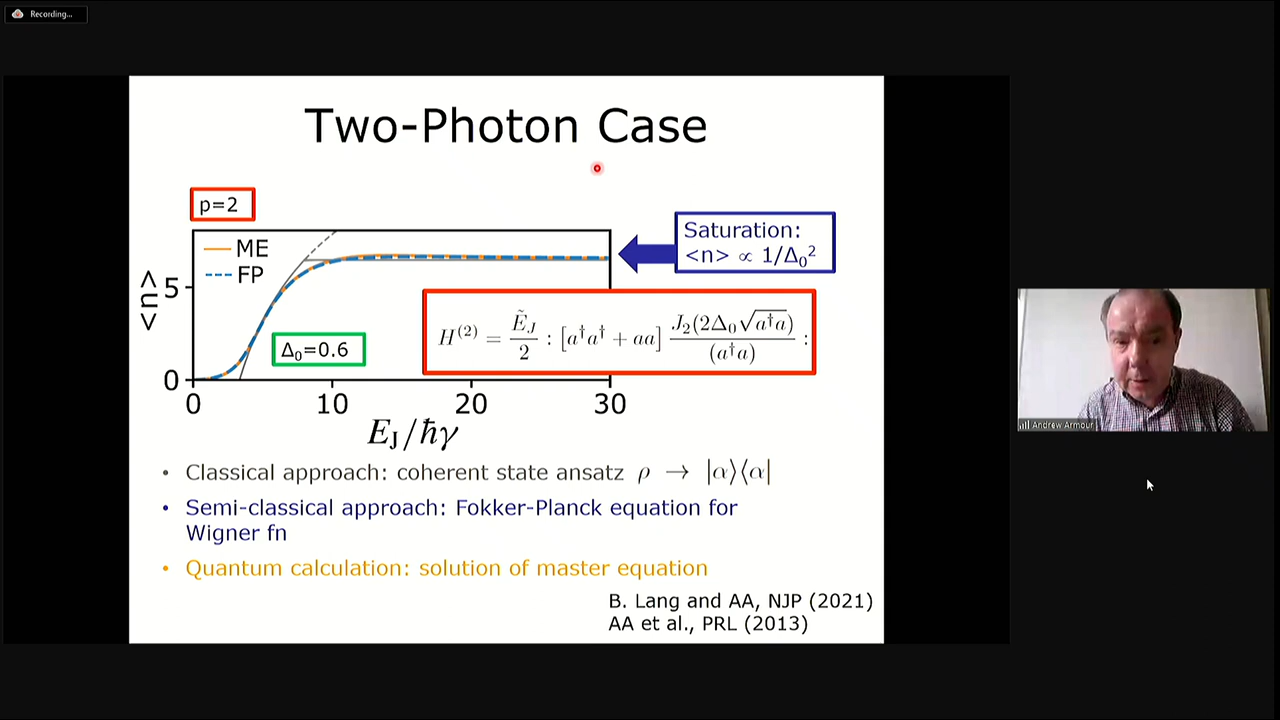 Recording...
Two-Photon Case
p=2
ME
FP
<n>
5
0
0 10 20 30
E_J/ħγ
Δ₀=0.6
Saturation:
<n> ∝ 1/Δ₀²
H⁽²⁾ = Ẽ_J/2 : [a†a† + aa] J₂(2Δ₀√(a†a))/(a†a) :
• Classical approach: coherent state ansatz ρ → |α⟩⟨α|
• Semi-classical approach: Fokker-Planck equation for
Wigner fn
• Quantum calculation: solution of master equation
B. Lang and AA, NJP (2021)
AA et al., PRL (2013)
Andrew Armour